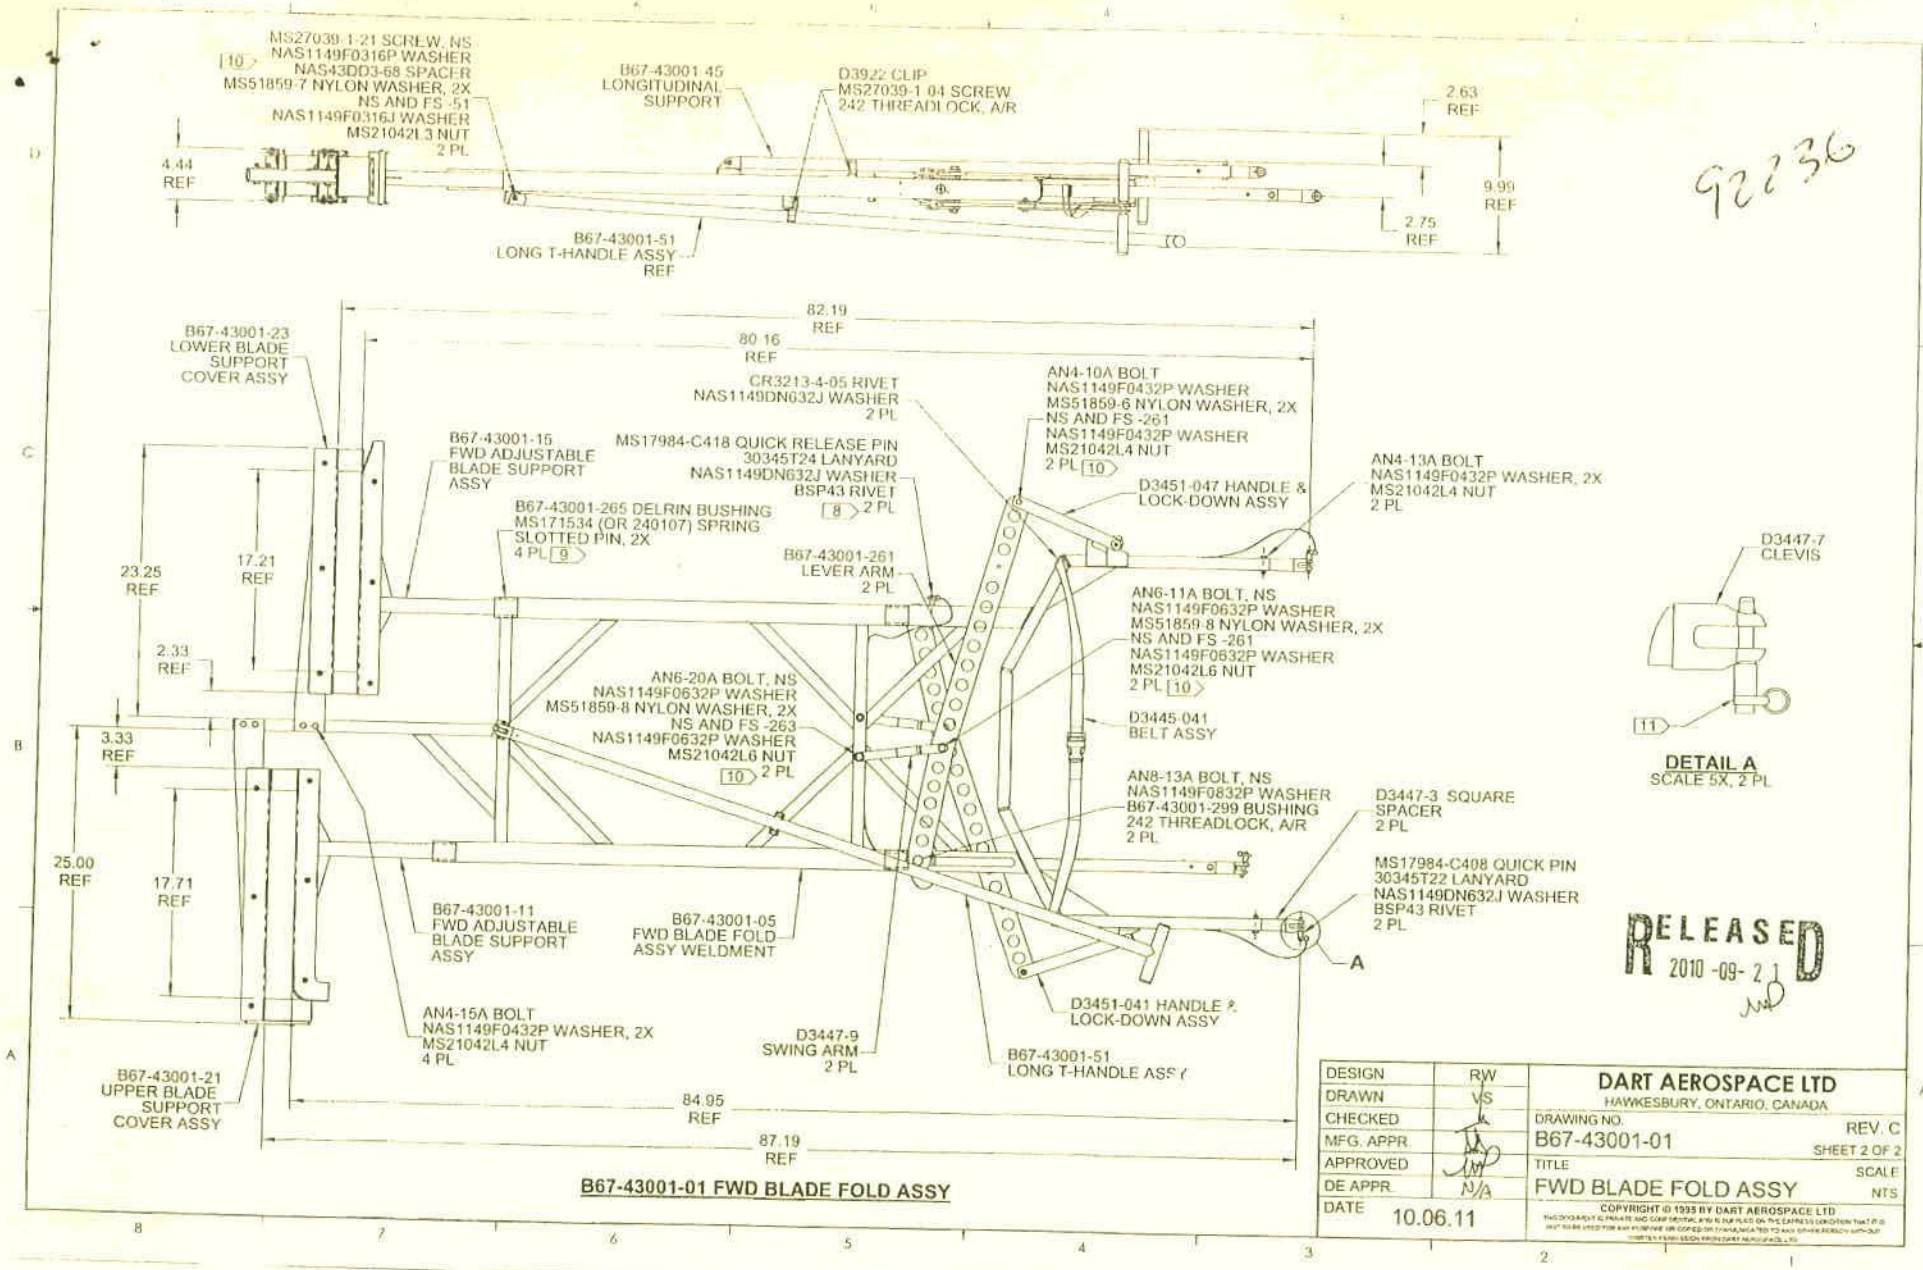 MS27039-1-21 SCREW, NS
NAS1149F0316P WASHER
10
NAS43DD3-68 SPACER
MS51859-7 NYLON WASHER, 2X
NS AND FS -51
NAS1149F0316J WASHER
MS21042L3 NUT
2 PL
B67-43001-45
LONGITUDINAL
SUPPORT
D3922 CLIP
MS27039-1 04 SCREW
242 THREADLOCK, A/R
2.63
REF
4.44
REF
9.99
REF
2.75
REF
92236
B67-43001-51
LONG T-HANDLE ASSY
REF
82.19
REF
80.16
REF
B67-43001-23
LOWER BLADE
SUPPORT
COVER ASSY
B67-43001-15
FWD ADJUSTABLE
BLADE SUPPORT
ASSY
CR3213-4-05 RIVET
NAS1149DN632J WASHER
2 PL
AN4-10A BOLT
NAS1149F0432P WASHER
MS51859-6 NYLON WASHER, 2X
NS AND FS -261
NAS1149F0432P WASHER
MS21042L4 NUT
2 PL 10
MS17984-C418 QUICK RELEASE PIN
30345T24 LANYARD
NAS1149DN632J WASHER
BSP43 RIVET
8 2 PL
D3451-047 HANDLE &
LOCK-DOWN ASSY
AN4-13A BOLT
NAS1149F0432P WASHER, 2X
MS21042L4 NUT
2 PL
B67-43001-265 DELRIN BUSHING
MS171534 (OR 240107) SPRING
SLOTTED PIN, 2X
4 PL 9
B67-43001-261
LEVER ARM
2 PL
23.25
REF
17.21
REF
2.33
REF
3.33
REF
25.00
REF
17.71
REF
AN6-11A BOLT, NS
NAS1149F0632P WASHER
MS51859-8 NYLON WASHER, 2X
NS AND FS -261
NAS1149F0632P WASHER
MS21042L6 NUT
2 PL 10
AN6-20A BOLT, NS
NAS1149F0632P WASHER
MS51859-8 NYLON WASHER, 2X
NS AND FS -263
NAS1149F0632P WASHER
MS21042L6 NUT
10 2 PL
D3445-041
BELT ASSY
D3447-7
CLEVIS
11
DETAIL A
SCALE 5X, 2 PL
AN8-13A BOLT, NS
NAS1149F0832P WASHER
B67-43001-299 BUSHING
242 THREADLOCK, A/R
2 PL
D3447-3 SQUARE
SPACER
2 PL
MS17984-C408 QUICK PIN
30345T22 LANYARD
NAS1149DN632J WASHER
BSP43 RIVET
2 PL
A
B67-43001-11
FWD ADJUSTABLE
BLADE SUPPORT
ASSY
B67-43001-05
FWD BLADE FOLD
ASSY WELDMENT
AN4-15A BOLT
NAS1149F0432P WASHER, 2X
MS21042L4 NUT
4 PL
D3447-9
SWING ARM
2 PL
D3451-041 HANDLE &
LOCK-DOWN ASSY
B67-43001-51
LONG T-HANDLE ASSY
B67-43001-21
UPPER BLADE
SUPPORT
COVER ASSY
84.95
REF
87.19
REF
B67-43001-01 FWD BLADE FOLD ASSY
RELEASED
2010-09-21
DESIGN RW
DRAWN VS
CHECKED
MFG. APPR.
APPROVED
DE APPR. N/A
DATE 10.06.11
DART AEROSPACE LTD
HAWKESBURY, ONTARIO, CANADA
DRAWING NO. REV. C
B67-43001-01 SHEET 2 OF 2
TITLE SCALE
FWD BLADE FOLD ASSY NTS
COPYRIGHT © 1995 BY DART AEROSPACE LTD
D
C
B
A
8 7 6 5 4 3 2